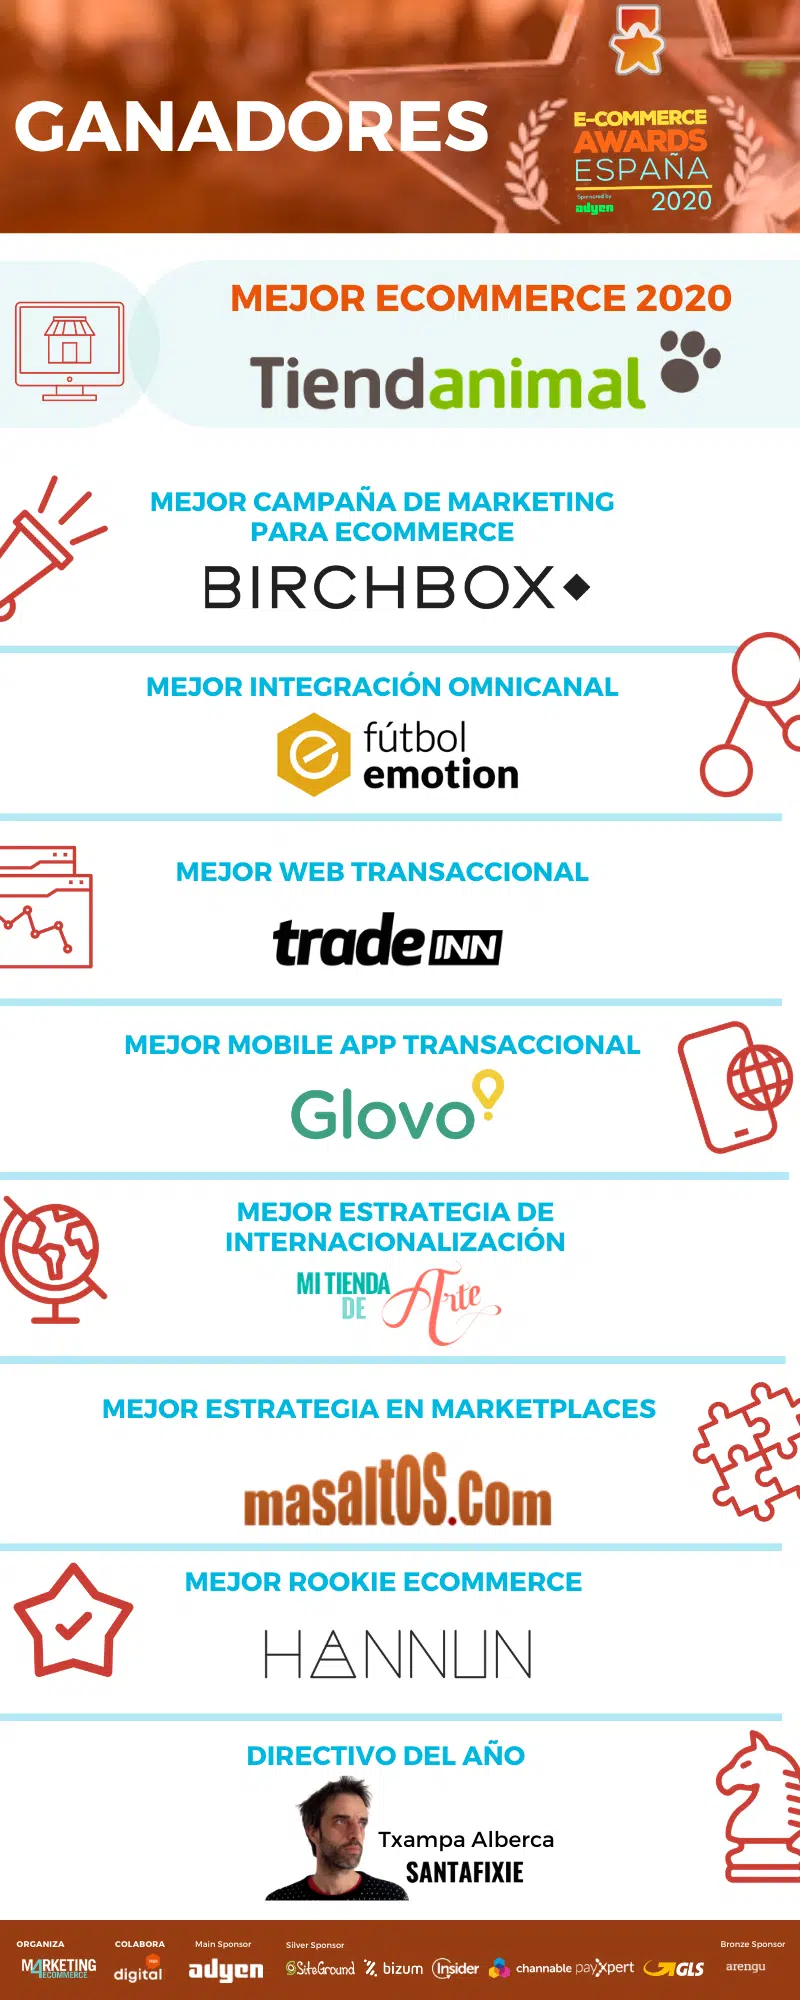 GANADORES
E-COMMERCE
AWARDS
ESPAÑA
2020
Sponsored by
adyen
MEJOR ECOMMERCE 2020
Tiendanimal
MEJOR CAMPAÑA DE MARKETING
PARA ECOMMERCE
BIRCHBOX
MEJOR INTEGRACIÓN OMNICANAL
e
fútbol
emotion
MEJOR WEB TRANSACCIONAL
tradeINN
MEJOR MOBILE APP TRANSACCIONAL
Glovo
MEJOR ESTRATEGIA DE
INTERNACIONALIZACIÓN
MI TIENDA
DE Arte
MEJOR ESTRATEGIA EN MARKETPLACES
masaltos.com
MEJOR ROOKIE ECOMMERCE
HANNUN
DIRECTIVO DEL AÑO
Txampa Alberca
SANTAFIXIE
ORGANIZA
M4RKETING
ECOMMERCE
COLABORA
digital
Main Sponsor
adyen
Silver Sponsor
SiteGround
bizum
Insider
channable
payXpert
GLS
Bronze Sponsor
arengu